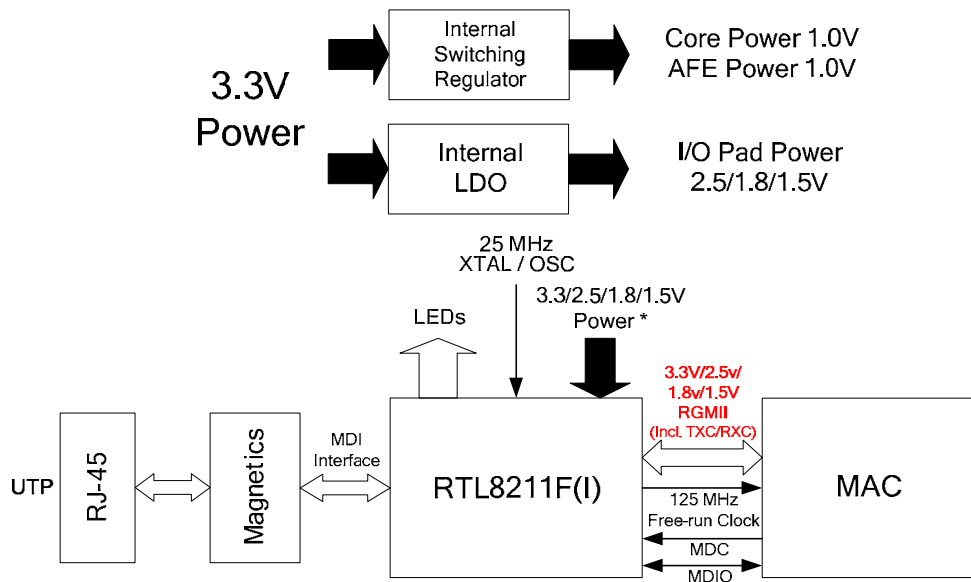 3.3V
Power
Internal
Switching
Regulator
Core Power 1.0V
AFE Power 1.0V
Internal
LDO
I/O Pad Power
2.5/1.8/1.5V
25 MHz
XTAL / OSC
3.3/2.5/1.8/1.5V
Power *
LEDs
3.3V/2.5v/
1.8v/1.5V
RGMII
(Incl. TXC/RXC)
UTP
RJ-45
Magnetics
MDI
Interface
RTL8211F(I)
125 MHz
Free-run Clock
MDC
MDIO
MAC